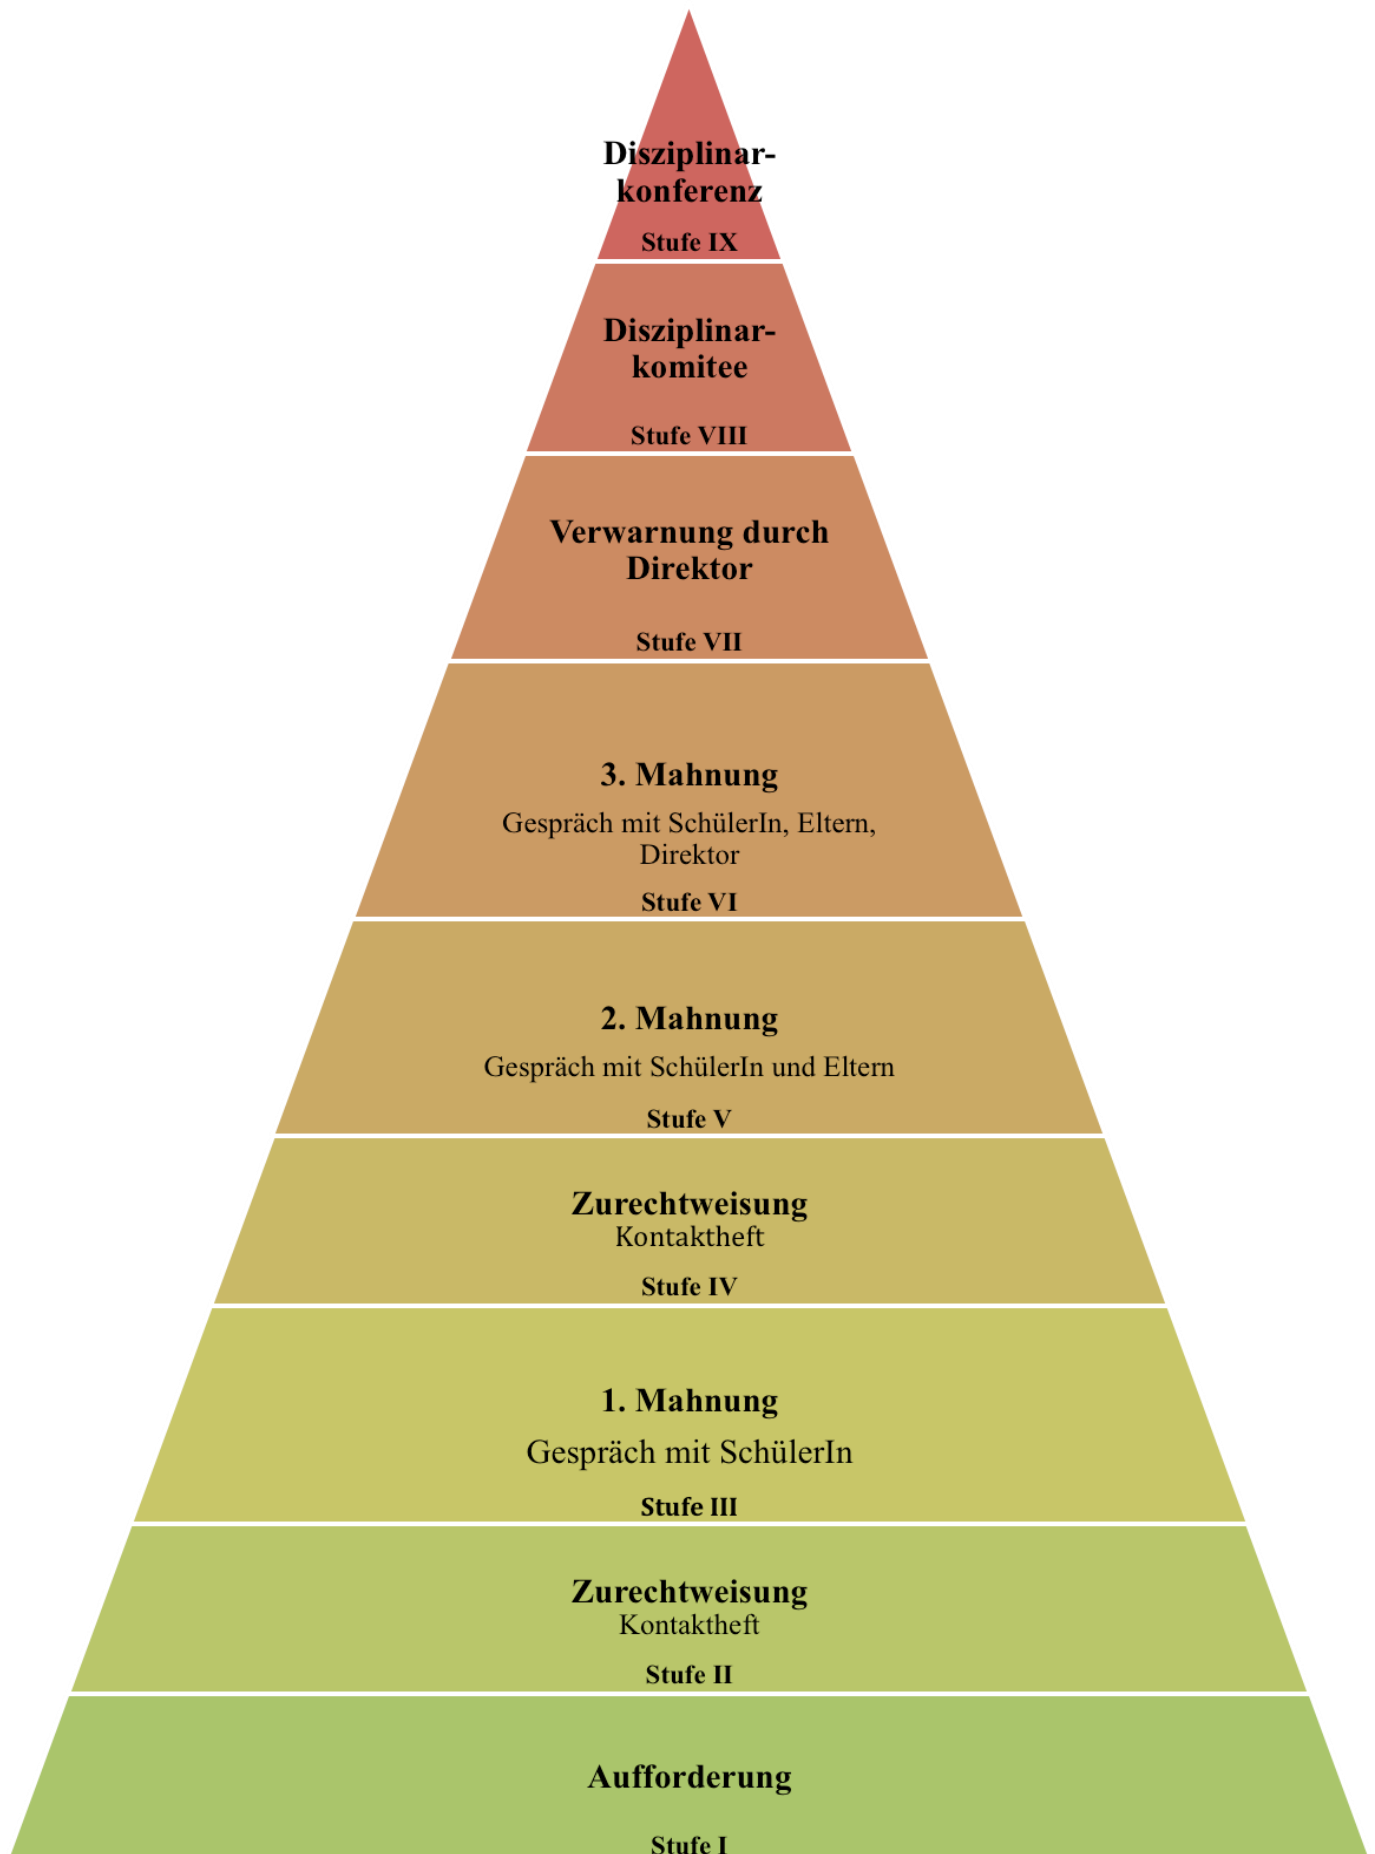 Disziplinar-
konferenz
Stufe IX
Disziplinar-
komitee
Stufe VIII
Verwarnung durch
Direktor
Stufe VII
3. Mahnung
Gespräch mit SchülerIn, Eltern,
Direktor
Stufe VI
2. Mahnung
Gespräch mit SchülerIn und Eltern
Stufe V
Zurechtweisung
Kontaktheft
Stufe IV
1. Mahnung
Gespräch mit SchülerIn
Stufe III
Zurechtweisung
Kontaktheft
Stufe II
Aufforderung
Stufe I